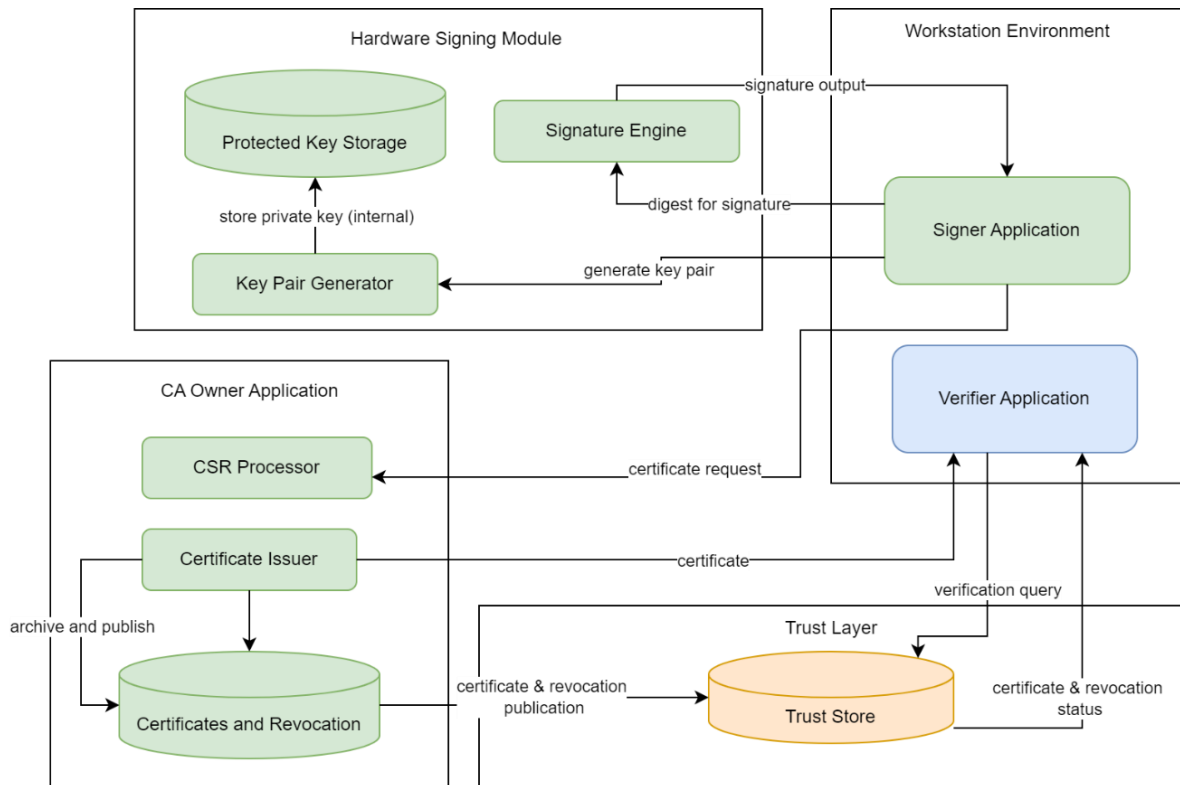 Hardware Signing Module
Workstation Environment
signature output
Protected Key Storage
Signature Engine
store private key (internal)
digest for signature
Signer Application
Key Pair Generator
generate key pair
CA Owner Application
Verifier Application
CSR Processor
certificate request
Certificate Issuer
certificate
verification query
archive and publish
Trust Layer
certificate & revocation
publication
certificate & revocation
status
Certificates and Revocation
Trust Store